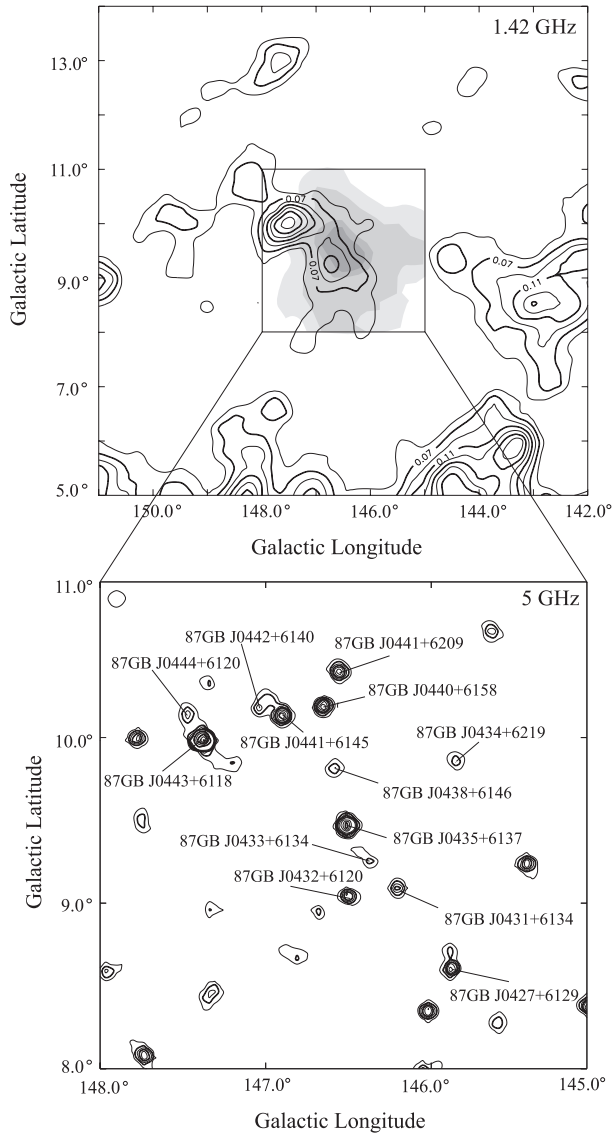 1.42 GHz
13.0°
11.0°
9.0°
7.0°
5.0°
Galactic Latitude
0.07
0.07
0.07
0.11
0.07
0.11
150.0° 148.0° 146.0° 144.0° 142.0°
Galactic Longitude
5 GHz
11.0°
10.0°
9.0°
8.0°
Galactic Latitude
87GB J0442+6140
87GB J0441+6209
87GB J0444+6120
87GB J0440+6158
87GB J0441+6145
87GB J0434+6219
87GB J0443+6118
87GB J0438+6146
87GB J0433+6134
87GB J0435+6137
87GB J0432+6120
87GB J0431+6134
87GB J0427+6129
148.0° 147.0° 146.0° 145.0°
Galactic Longitude